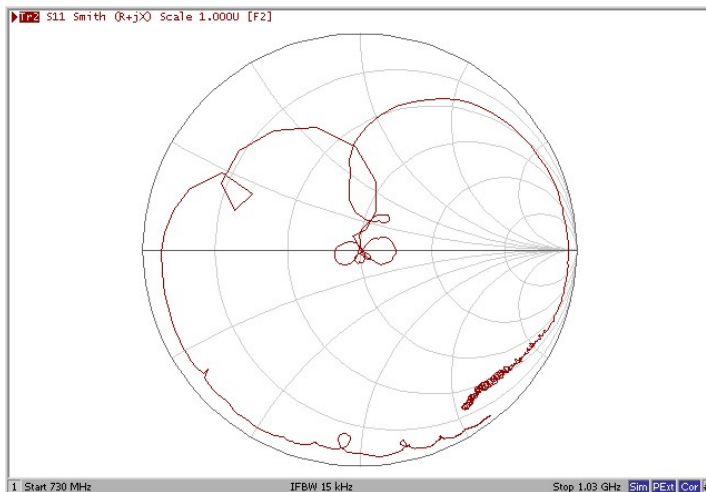 Tr2 S11 Smith (R+jX) Scale 1.000U [F2]
1 Start 730 MHz IFBW 15 kHz Stop 1.03 GHz Sim PExt Cor